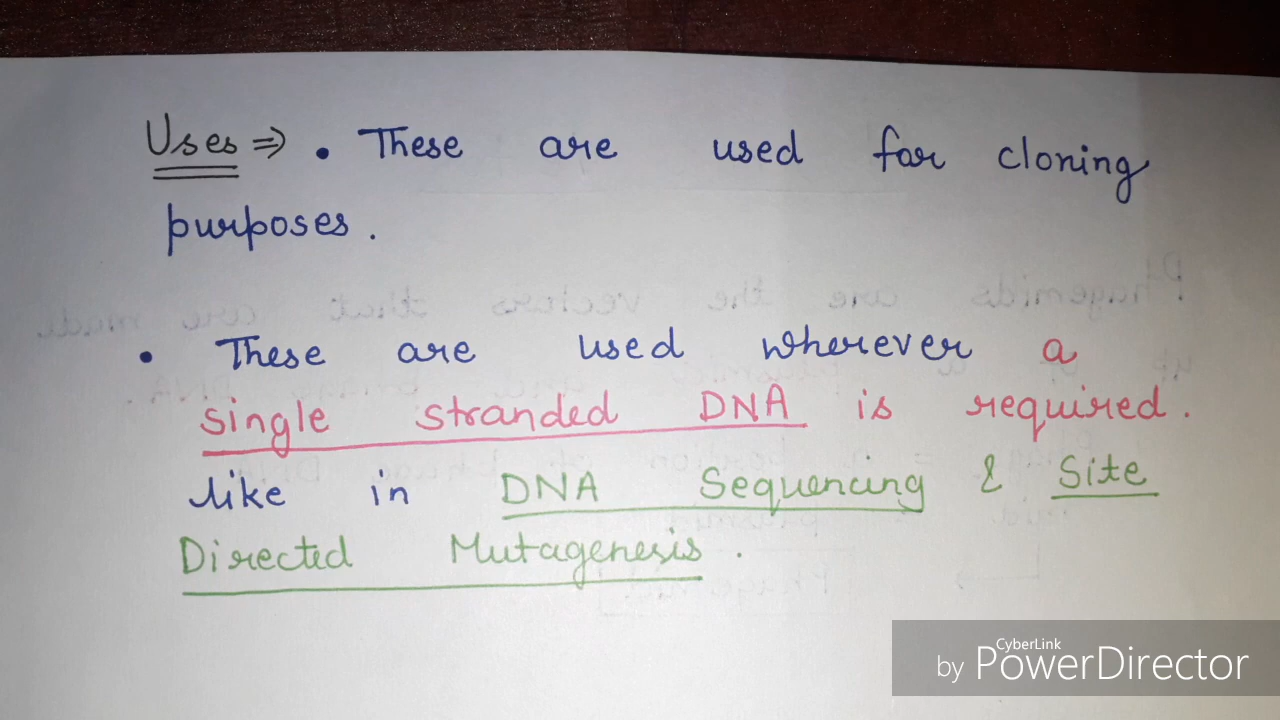 Uses ⇒ • These are used for cloning
purposes.
• These are used wherever a
single stranded DNA is required.
like in DNA Sequencing & Site
Directed Mutagenesis.
CyberLink
by PowerDirector